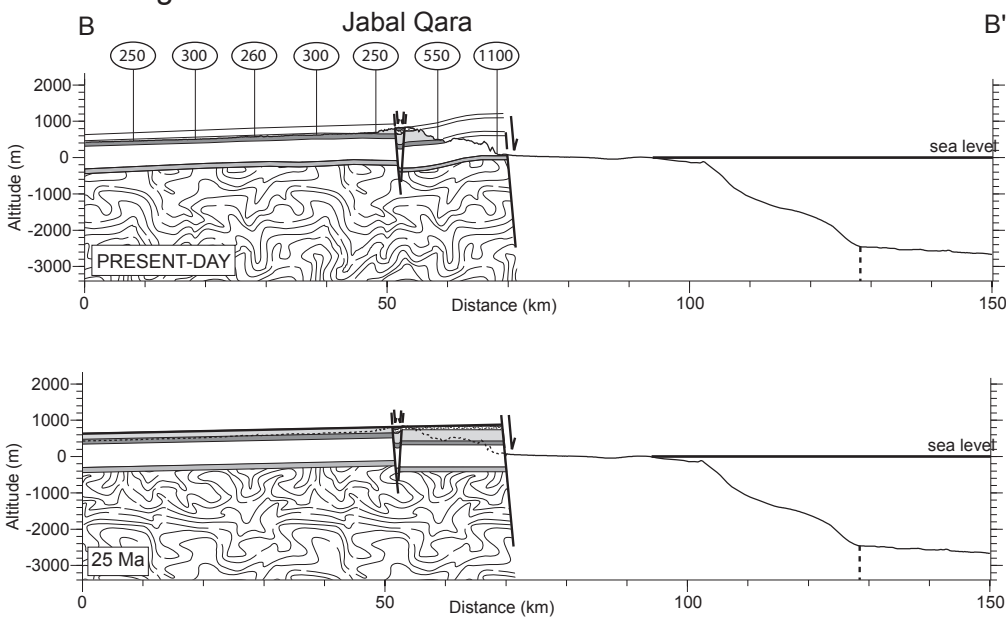 B Jabal Qara B'
250 300 260 300 250 550 1100
2000
1000
0
-1000
-2000
-3000
Altitude (m)
sea level
PRESENT-DAY
0 50 100 150
Distance (km)
2000
1000
0
-1000
-2000
-3000
Altitude (m)
sea level
25 Ma
0 50 100 150
Distance (km)